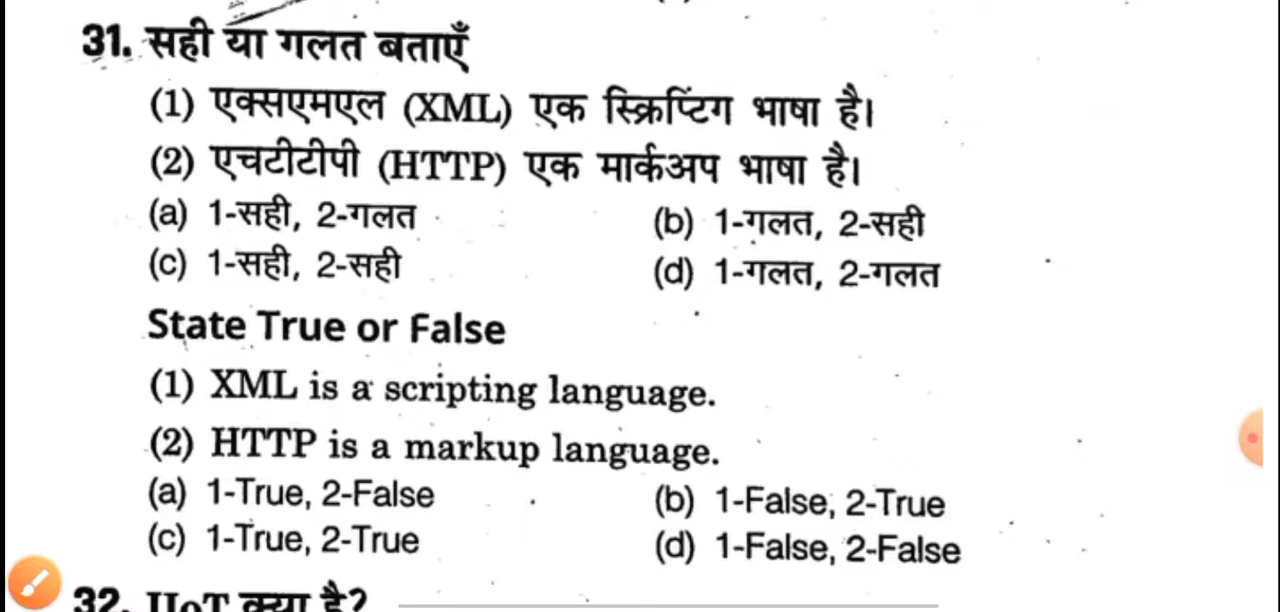 31. सही या गलत बताएँ
(1) एक्सएमएल (XML) एक स्क्रिप्टिंग भाषा है।
(2) एचटीटीपी (HTTP) एक मार्कअप भाषा है।
(a) 1-सही, 2-गलत (b) 1-गलत, 2-सही
(c) 1-सही, 2-सही (d) 1-गलत, 2-गलत
State True or False
(1) XML is a scripting language.
(2) HTTP is a markup language.
(a) 1-True, 2-False (b) 1-False, 2-True
(c) 1-True, 2-True (d) 1-False, 2-False
32. IIoT क्या है?